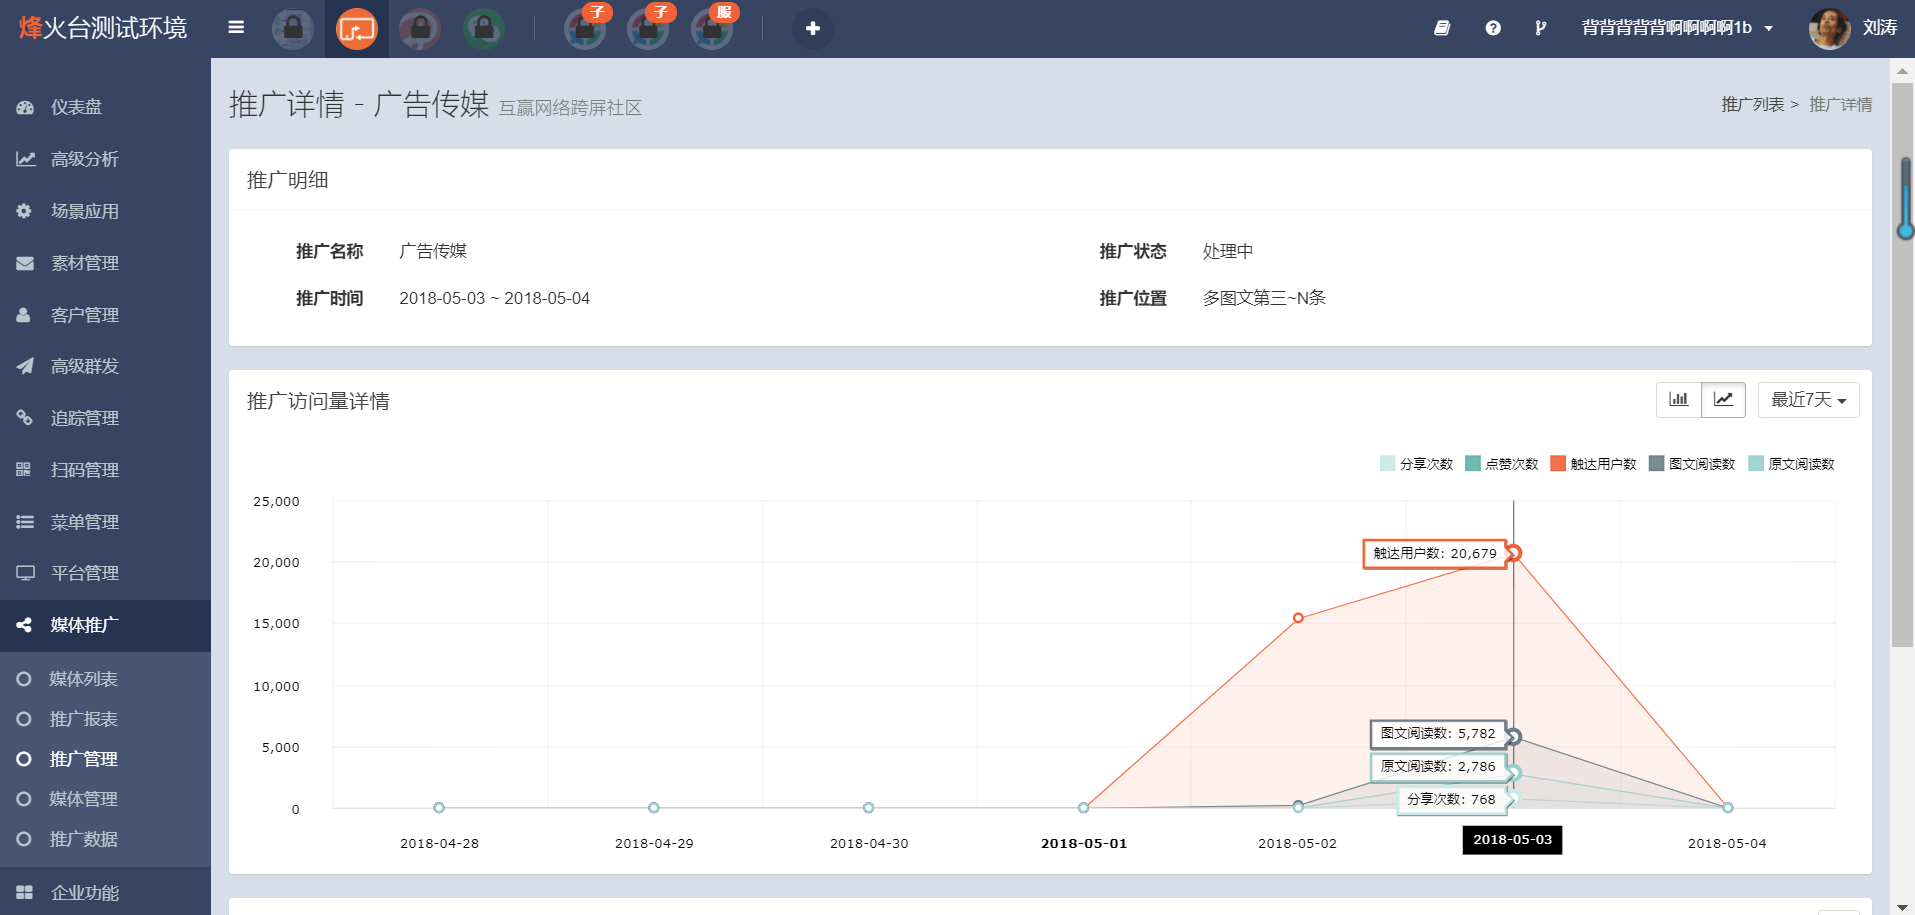 烽火台测试环境
子
子
服
背背背背背啊啊啊啊1b
刘涛
仪表盘
高级分析
场景应用
素材管理
客户管理
高级群发
追踪管理
扫码管理
菜单管理
平台管理
媒体推广
媒体列表
推广报表
推广管理
媒体管理
推广数据
企业功能
推广详情 - 广告传媒 互赢网络跨屏社区
推广列表 > 推广详情
推广明细
推广名称 广告传媒 推广状态 处理中
推广时间 2018-05-03 ~ 2018-05-04 推广位置 多图文第三~N条
推广访问量详情
最近7天
分享次数 点赞次数 触达用户数 图文阅读数 原文阅读数
25,000
20,000
15,000
10,000
5,000
0
触达用户数: 20,679
图文阅读数: 5,782
原文阅读数: 2,786
分享次数: 768
2018-04-28 2018-04-29 2018-04-30 2018-05-01 2018-05-02 2018-05-03 2018-05-04